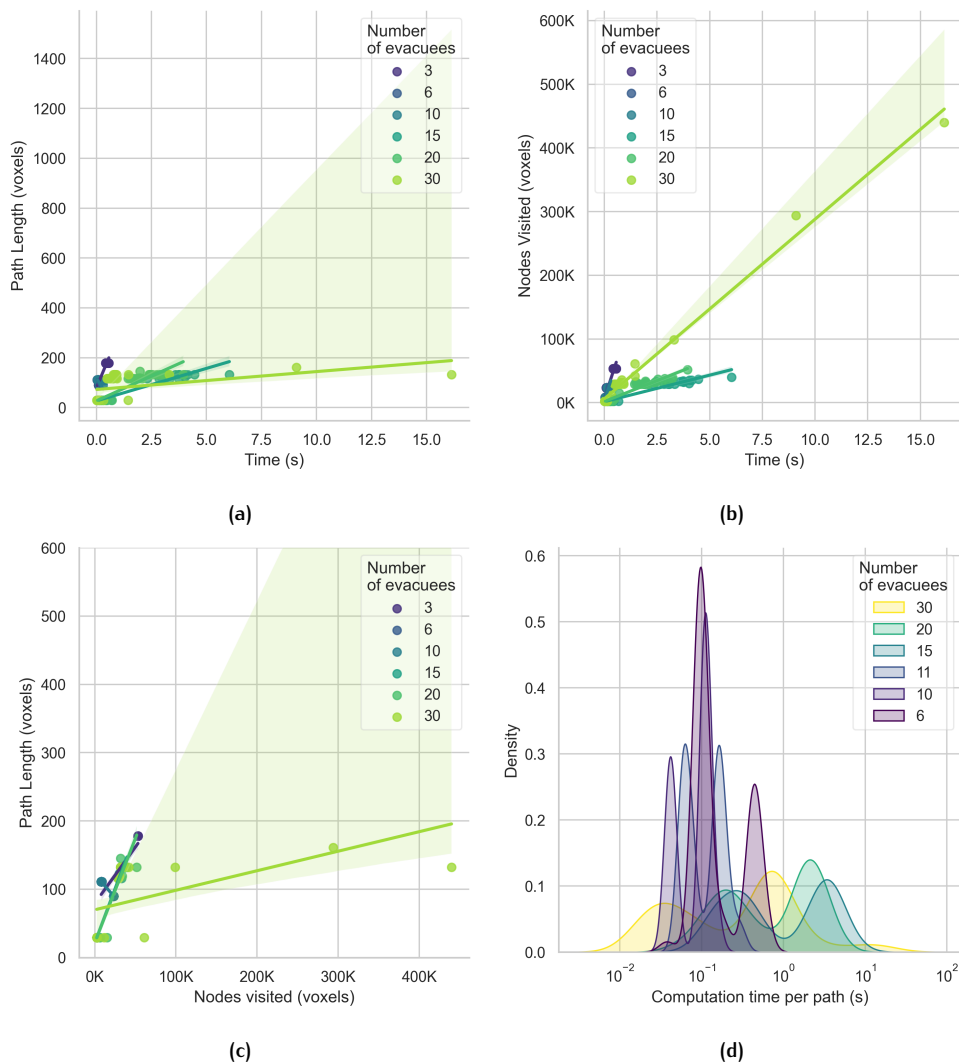 Path Length (voxels)
1400
1200
1000
800
600
400
200
0
0.0
2.5
5.0
7.5
10.0
12.5
15.0
Time (s)
Number
of evacuees
3
6
10
15
20
30
(a)
Nodes Visited (voxels)
600K
500K
400K
300K
200K
100K
0K
0.0
2.5
5.0
7.5
10.0
12.5
15.0
Time (s)
Number
of evacuees
3
6
10
15
20
30
(b)
Path Length (voxels)
600
500
400
300
200
100
0
0K
100K
200K
300K
400K
Nodes visited (voxels)
Number
of evacuees
3
6
10
15
20
30
(c)
Density
0.6
0.5
0.4
0.3
0.2
0.1
0.0
10⁻²
10⁻¹
10⁰
10¹
10²
Computation time per path (s)
Number
of evacuees
30
20
15
11
10
6
(d)